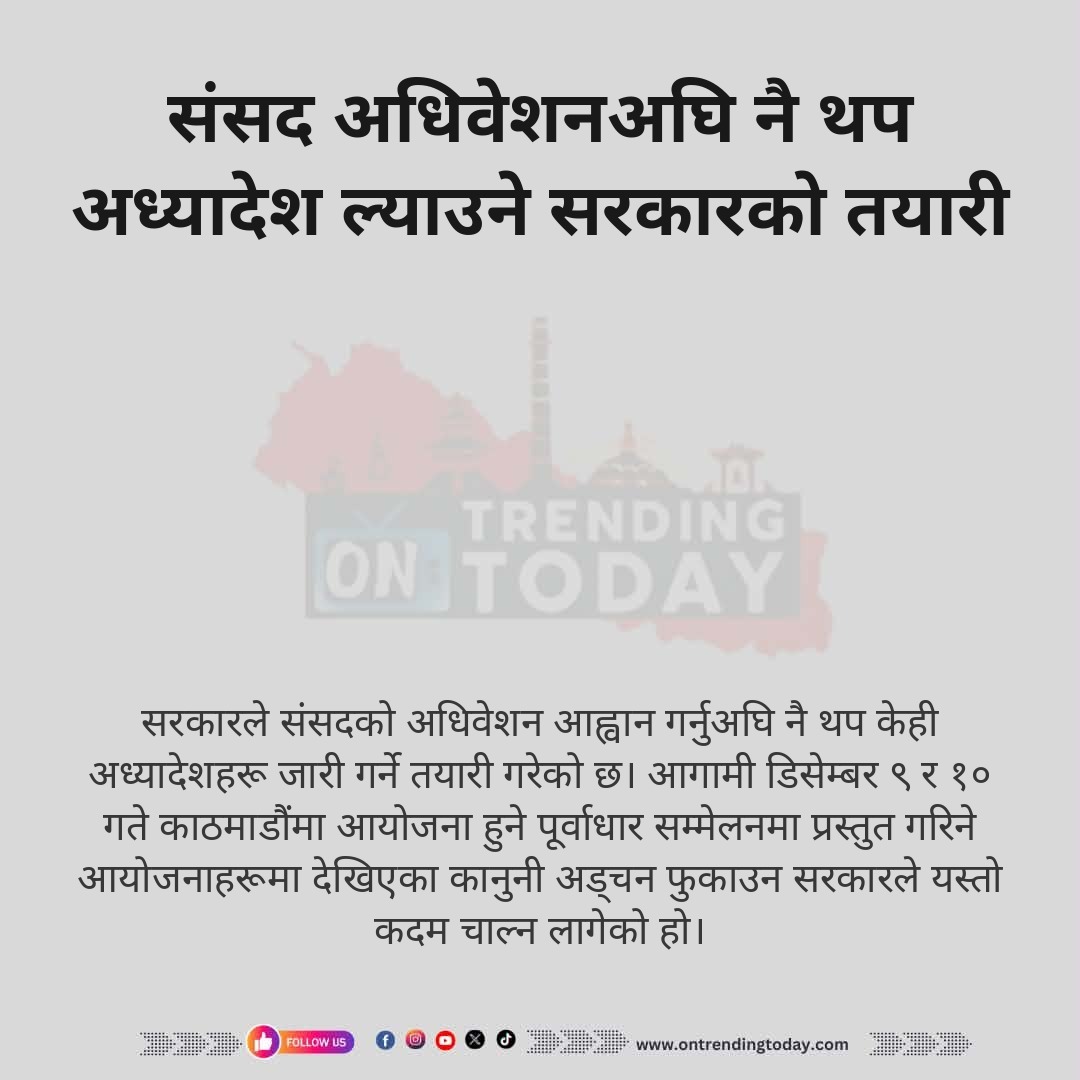 संसद अधिवेशनअघि नै थप
अध्यादेश ल्याउने सरकारको तयारी
TRENDING
ON TODAY
सरकारले संसदको अधिवेशन आह्वान गर्नुअघि नै थप केही
अध्यादेशहरू जारी गर्ने तयारी गरेको छ। आगामी डिसेम्बर ९ र १०
गते काठमाडौंमा आयोजना हुने पूर्वाधार सम्मेलनमा प्रस्तुत गरिने
आयोजनाहरूमा देखिएका कानुनी अड्चन फुकाउन सरकारले यस्तो
कदम चाल्न लागेको हो।
FOLLOW US www.ontrendingtoday.com